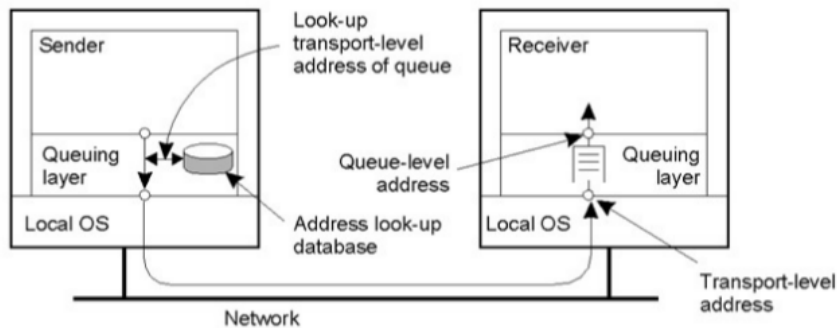 Sender
Look-up
transport-level
address of queue
Receiver
Queuing
layer
Queue-level
address
Queuing
layer
Local OS
Address look-up
database
Local OS
Transport-level
address
Network